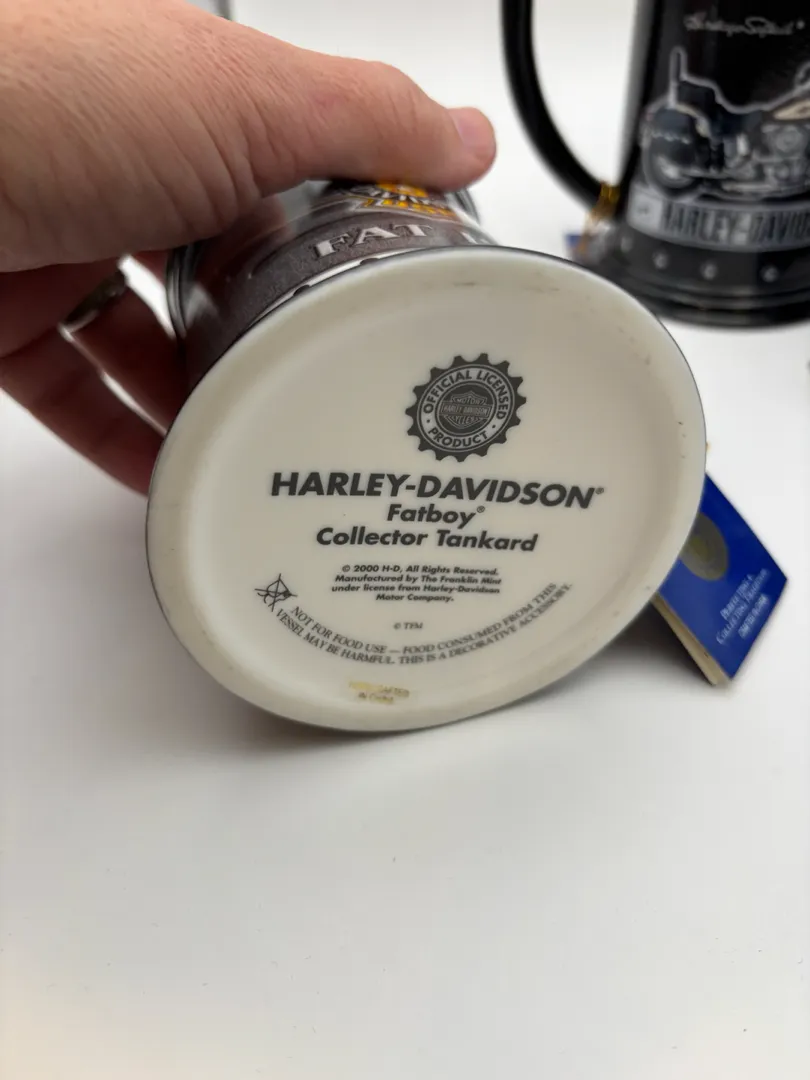 HARLEY-DAVIDSON
FAT
OFFICIAL LICENSED
HARLEY-DAVIDSON
PRODUCT
HARLEY-DAVIDSON®
Fatboy®
Collector Tankard
© 2000 H-D, All Rights Reserved.
Manufactured by The Franklin Mint
under license from Harley-Davidson
Motor Company.
© TFM
NOT FOR FOOD USE — FOOD CONSUMED FROM THIS
VESSEL MAY BE HARMFUL. THIS IS A DECORATIVE ACCESSORY.